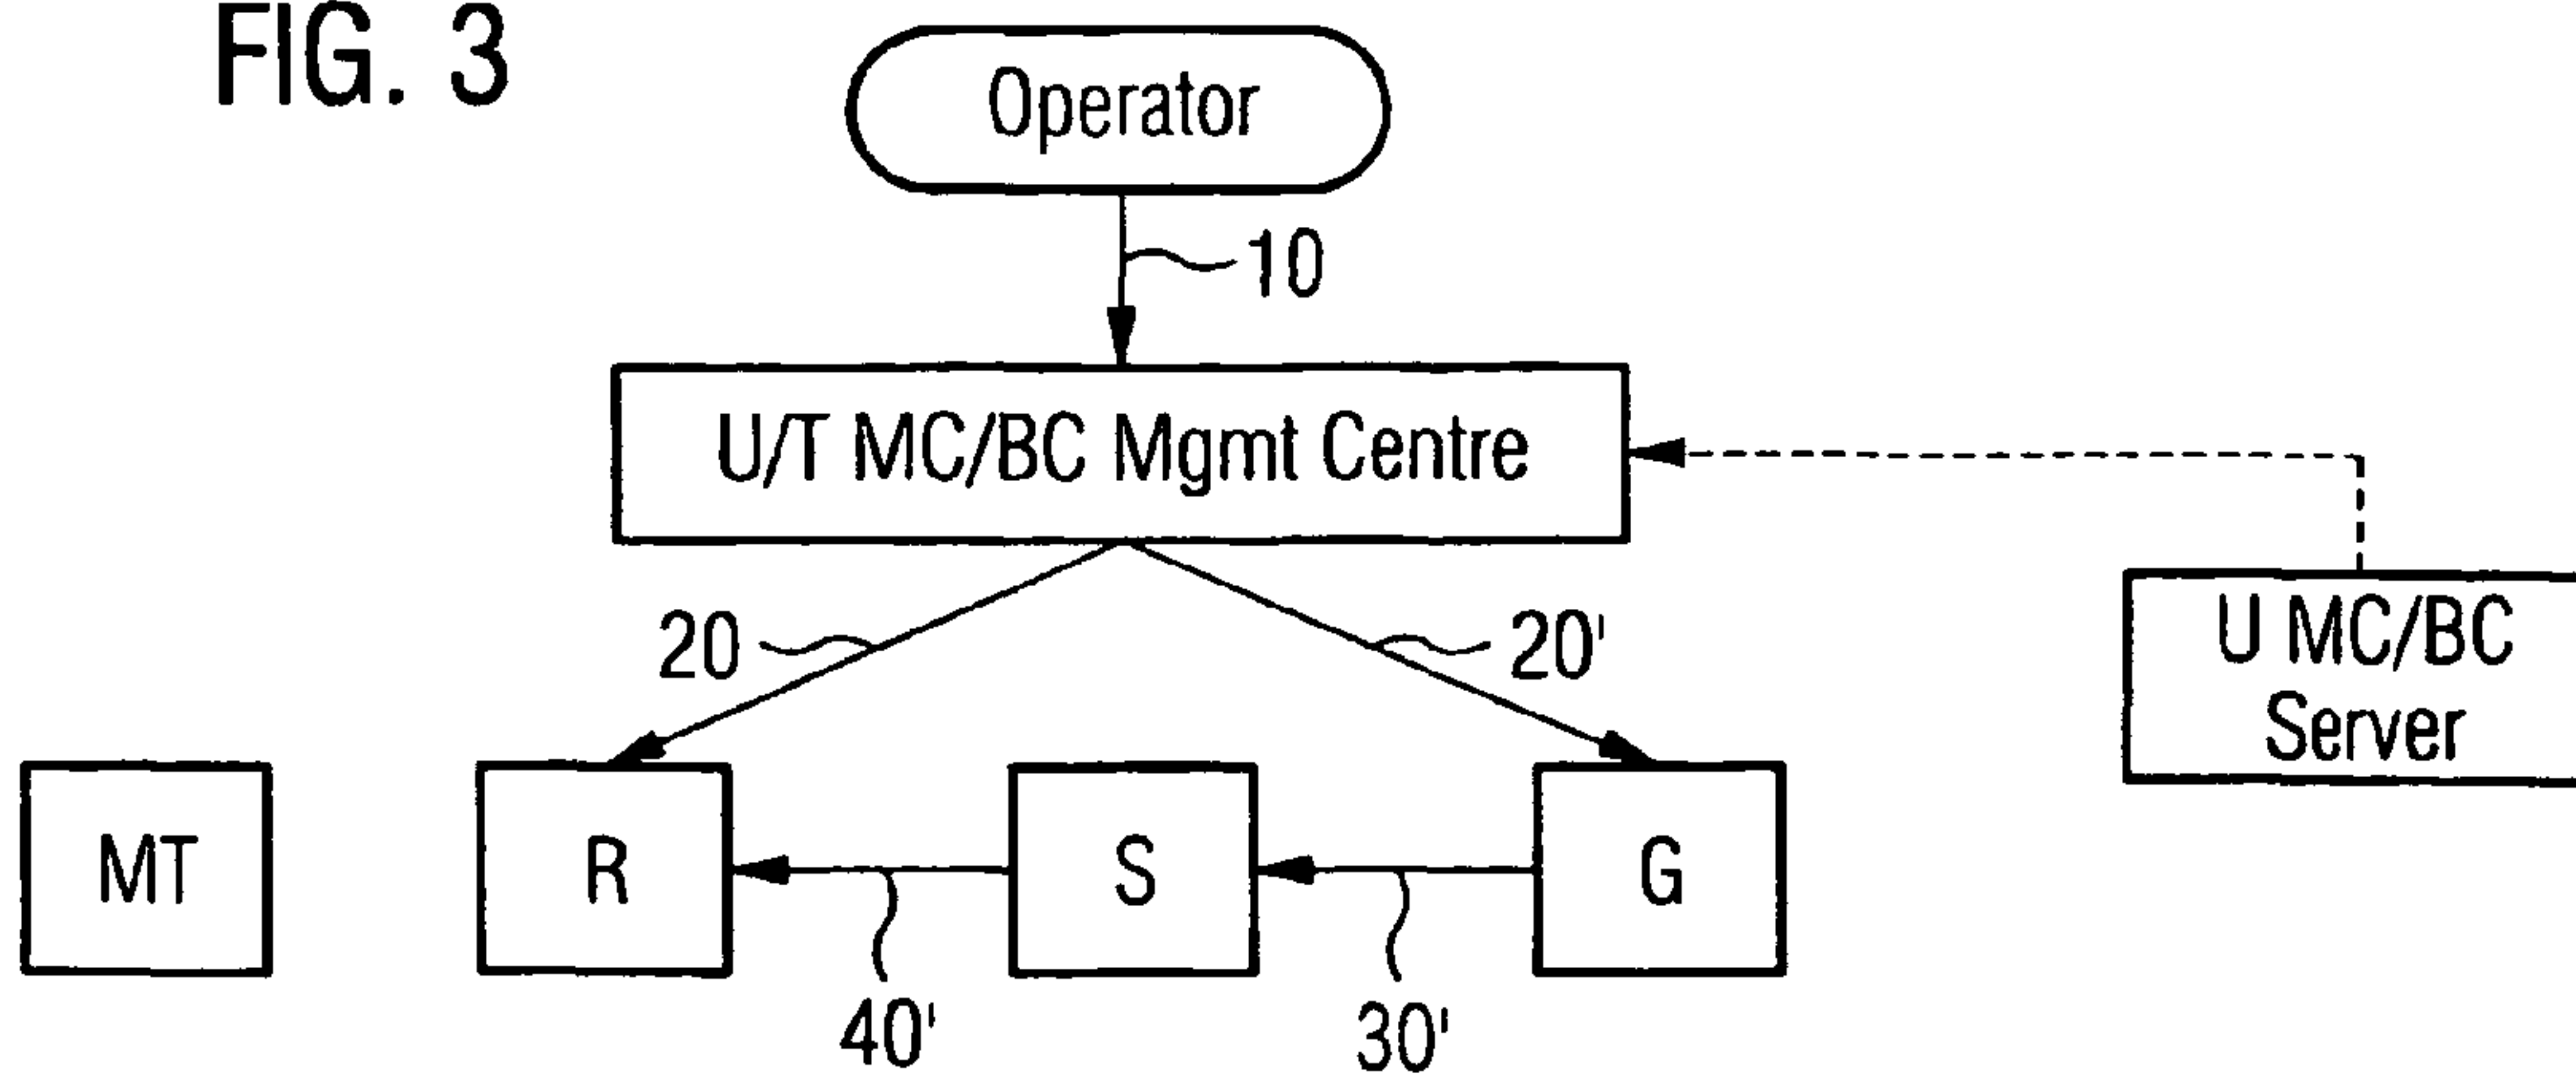 FIG. 3
Operator
10
U/T MC/BC Mgmt Centre
20
20'
U MC/BC
Server
MT
R
S
G
40'
30'